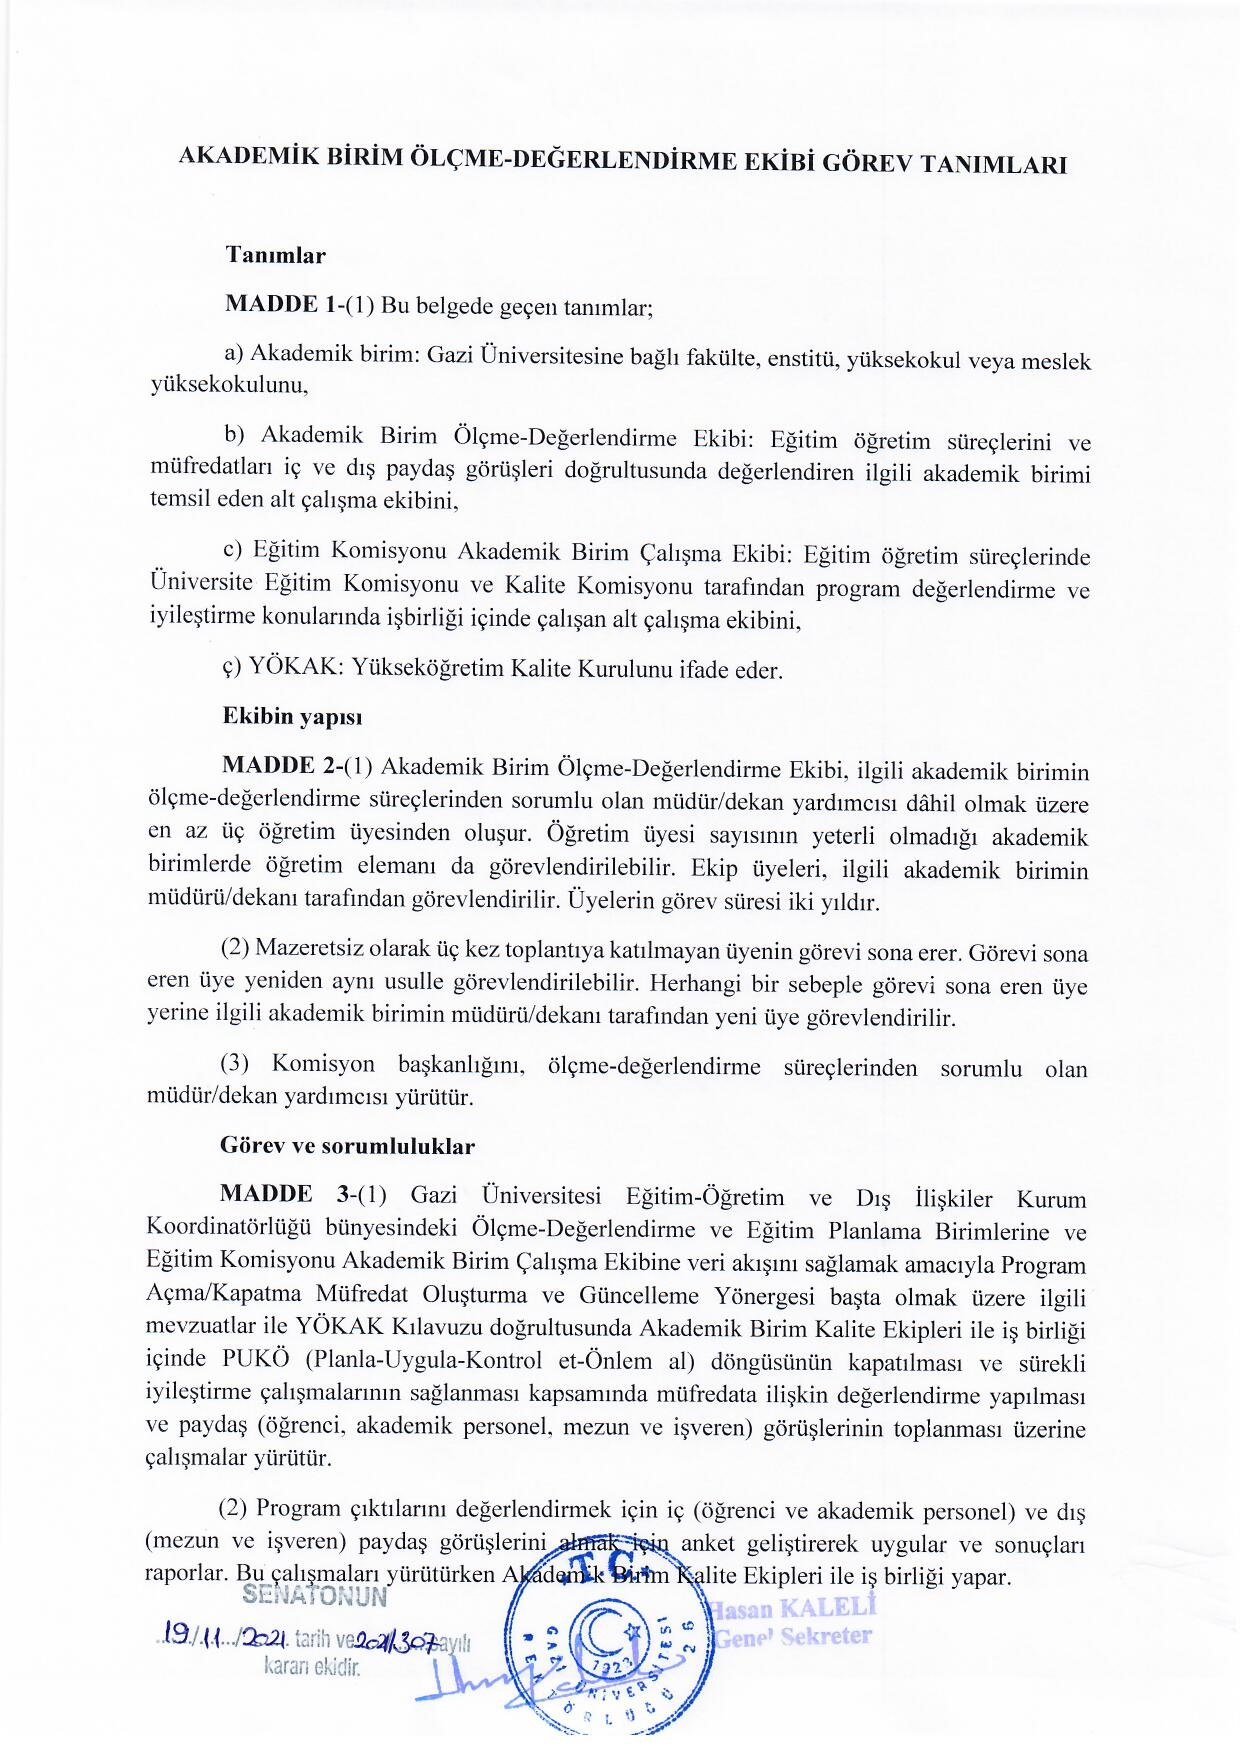 AKADEMİK BİRİM ÖLÇME-DEĞERLENDİRME EKİBİ GÖREV TANIMLARI
Tanımlar
MADDE 1-(1) Bu belgede geçen tanımlar;
a) Akademik birim: Gazi Üniversitesine bağlı fakülte, enstitü, yüksekokul veya meslek
yüksekokulunu,
b) Akademik Birim Ölçme-Değerlendirme Ekibi: Eğitim öğretim süreçlerini ve
müfredatları iç ve dış paydaş görüşleri doğrultusunda değerlendiren ilgili akademik birimi
temsil eden alt çalışma ekibini,
c) Eğitim Komisyonu Akademik Birim Çalışma Ekibi: Eğitim öğretim süreçlerinde
Üniversite Eğitim Komisyonu ve Kalite Komisyonu tarafından program değerlendirme ve
iyileştirme konularında işbirliği içinde çalışan alt çalışma ekibini,
ç) YÖKAK: Yükseköğretim Kalite Kurulunu ifade eder.
Ekibin yapısı
MADDE 2-(1) Akademik Birim Ölçme-Değerlendirme Ekibi, ilgili akademik birimin
ölçme-değerlendirme süreçlerinden sorumlu olan müdür/dekan yardımcısı dâhil olmak üzere
en az üç öğretim üyesinden oluşur. Öğretim üyesi sayısının yeterli olmadığı akademik
birimlerde öğretim elemanı da görevlendirilebilir. Ekip üyeleri, ilgili akademik birimin
müdürü/dekanı tarafından görevlendirilir. Üyelerin görev süresi iki yıldır.
(2) Mazeretsiz olarak üç kez toplantıya katılmayan üyenin görevi sona erer. Görevi sona
eren üye yeniden aynı usulle görevlendirilebilir. Herhangi bir sebeple görevi sona eren üye
yerine ilgili akademik birimin müdürü/dekanı tarafından yeni üye görevlendirilir.
(3) Komisyon başkanlığını, ölçme-değerlendirme süreçlerinden sorumlu olan
müdür/dekan yardımcısı yürütür.
Görev ve sorumluluklar
MADDE 3-(1) Gazi Üniversitesi Eğitim-Öğretim ve Dış İlişkiler Kurum
Koordinatörlüğü bünyesindeki Ölçme-Değerlendirme ve Eğitim Planlama Birimlerine ve
Eğitim Komisyonu Akademik Birim Çalışma Ekibine veri akışını sağlamak amacıyla Program
Açma/Kapatma Müfredat Oluşturma ve Güncelleme Yönergesi başta olmak üzere ilgili
mevzuatlar ile YÖKAK Kılavuzu doğrultusunda Akademik Birim Kalite Ekipleri ile iş birliği
içinde PUKÖ (Planla-Uygula-Kontrol et-Önlem al) döngüsünün kapatılması ve sürekli
iyileştirme çalışmalarının sağlanması kapsamında müfredata ilişkin değerlendirme yapılması
ve paydaş (öğrenci, akademik personel, mezun ve işveren) görüşlerinin toplanması üzerine
çalışmalar yürütür.
(2) Program çıktılarını değerlendirmek için iç (öğrenci ve akademik personel) ve dış
(mezun ve işveren) paydaş görüşlerini almak için anket geliştirerek uygular ve sonuçları
raporlar. Bu çalışmaları yürütürken Akademik Birim Kalite Ekipleri ile iş birliği yapar.
SENATONUN
19/11/2021 tarih ve 2021/307 sayılı
kararı ekidir.
T.C.
GAZİ ÜNİVERSİTESİ
REKTÖRLÜĞÜ
1923
26
Hasan KALELİ
Genel Sekreter